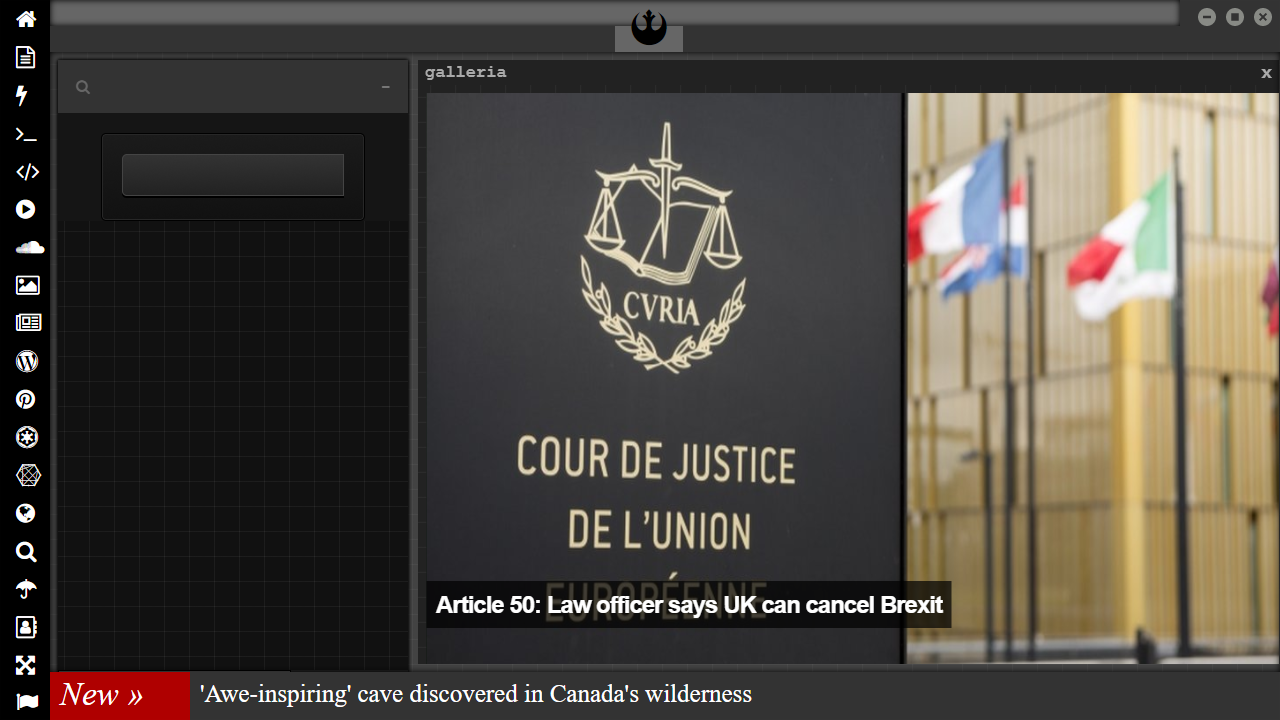 galleria
x
CVRIA
COUR DE JUSTICE
DE L'UNION
EUROPÉENNE
Article 50: Law officer says UK can cancel Brexit
New »
'Awe-inspiring' cave discovered in Canada's wilderness